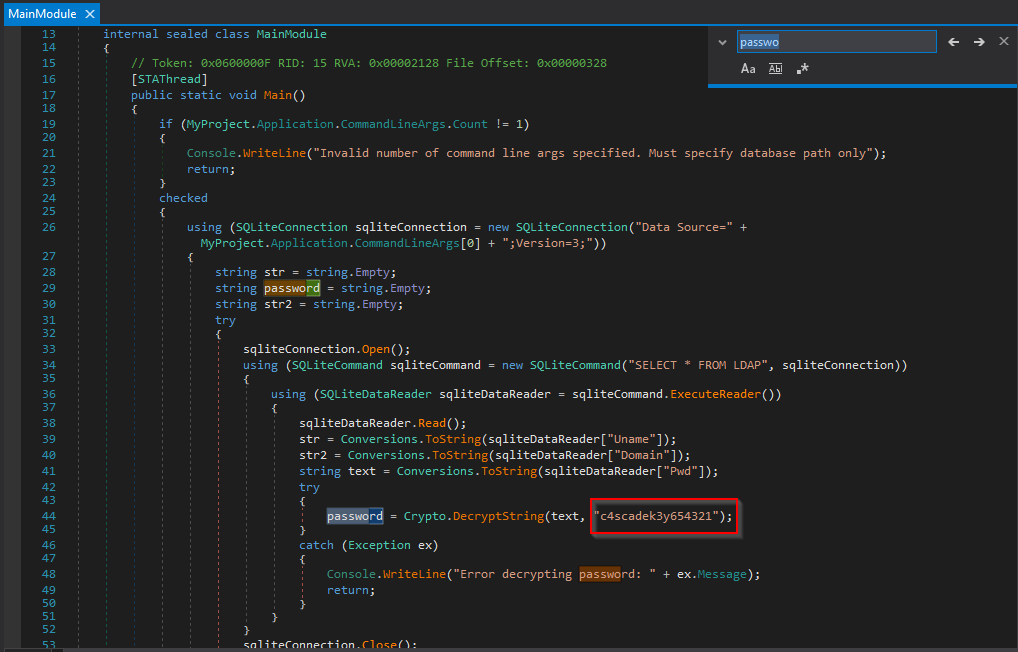 MainModule ✕
passwo
Aa Ab .*
13 internal sealed class MainModule
14 {
15 // Token: 0x0600000F RID: 15 RVA: 0x00002128 File Offset: 0x00000328
16 [STAThread]
17 public static void Main()
18 {
19 if (MyProject.Application.CommandLineArgs.Count != 1)
20 {
21 Console.WriteLine("Invalid number of command line args specified. Must specify database path only");
22 return;
23 }
24 checked
25 {
26 using (SQLiteConnection sqliteConnection = new SQLiteConnection("Data Source=" +
MyProject.Application.CommandLineArgs[0] + ";Version=3;"))
27 {
28 string str = string.Empty;
29 string password = string.Empty;
30 string str2 = string.Empty;
31 try
32 {
33 sqliteConnection.Open();
34 using (SQLiteCommand sqliteCommand = new SQLiteCommand("SELECT * FROM LDAP", sqliteConnection))
35 {
36 using (SQLiteDataReader sqliteDataReader = sqliteCommand.ExecuteReader())
37 {
38 sqliteDataReader.Read();
39 str = Conversions.ToString(sqliteDataReader["Uname"]);
40 str2 = Conversions.ToString(sqliteDataReader["Domain"]);
41 string text = Conversions.ToString(sqliteDataReader["Pwd"]);
42 try
43 {
44 password = Crypto.DecryptString(text, "c4scadek3y654321");
45 }
46 catch (Exception ex)
47 {
48 Console.WriteLine("Error decrypting password: " + ex.Message);
49 return;
50 }
51 }
52 }
53 sqliteConnection.Close();